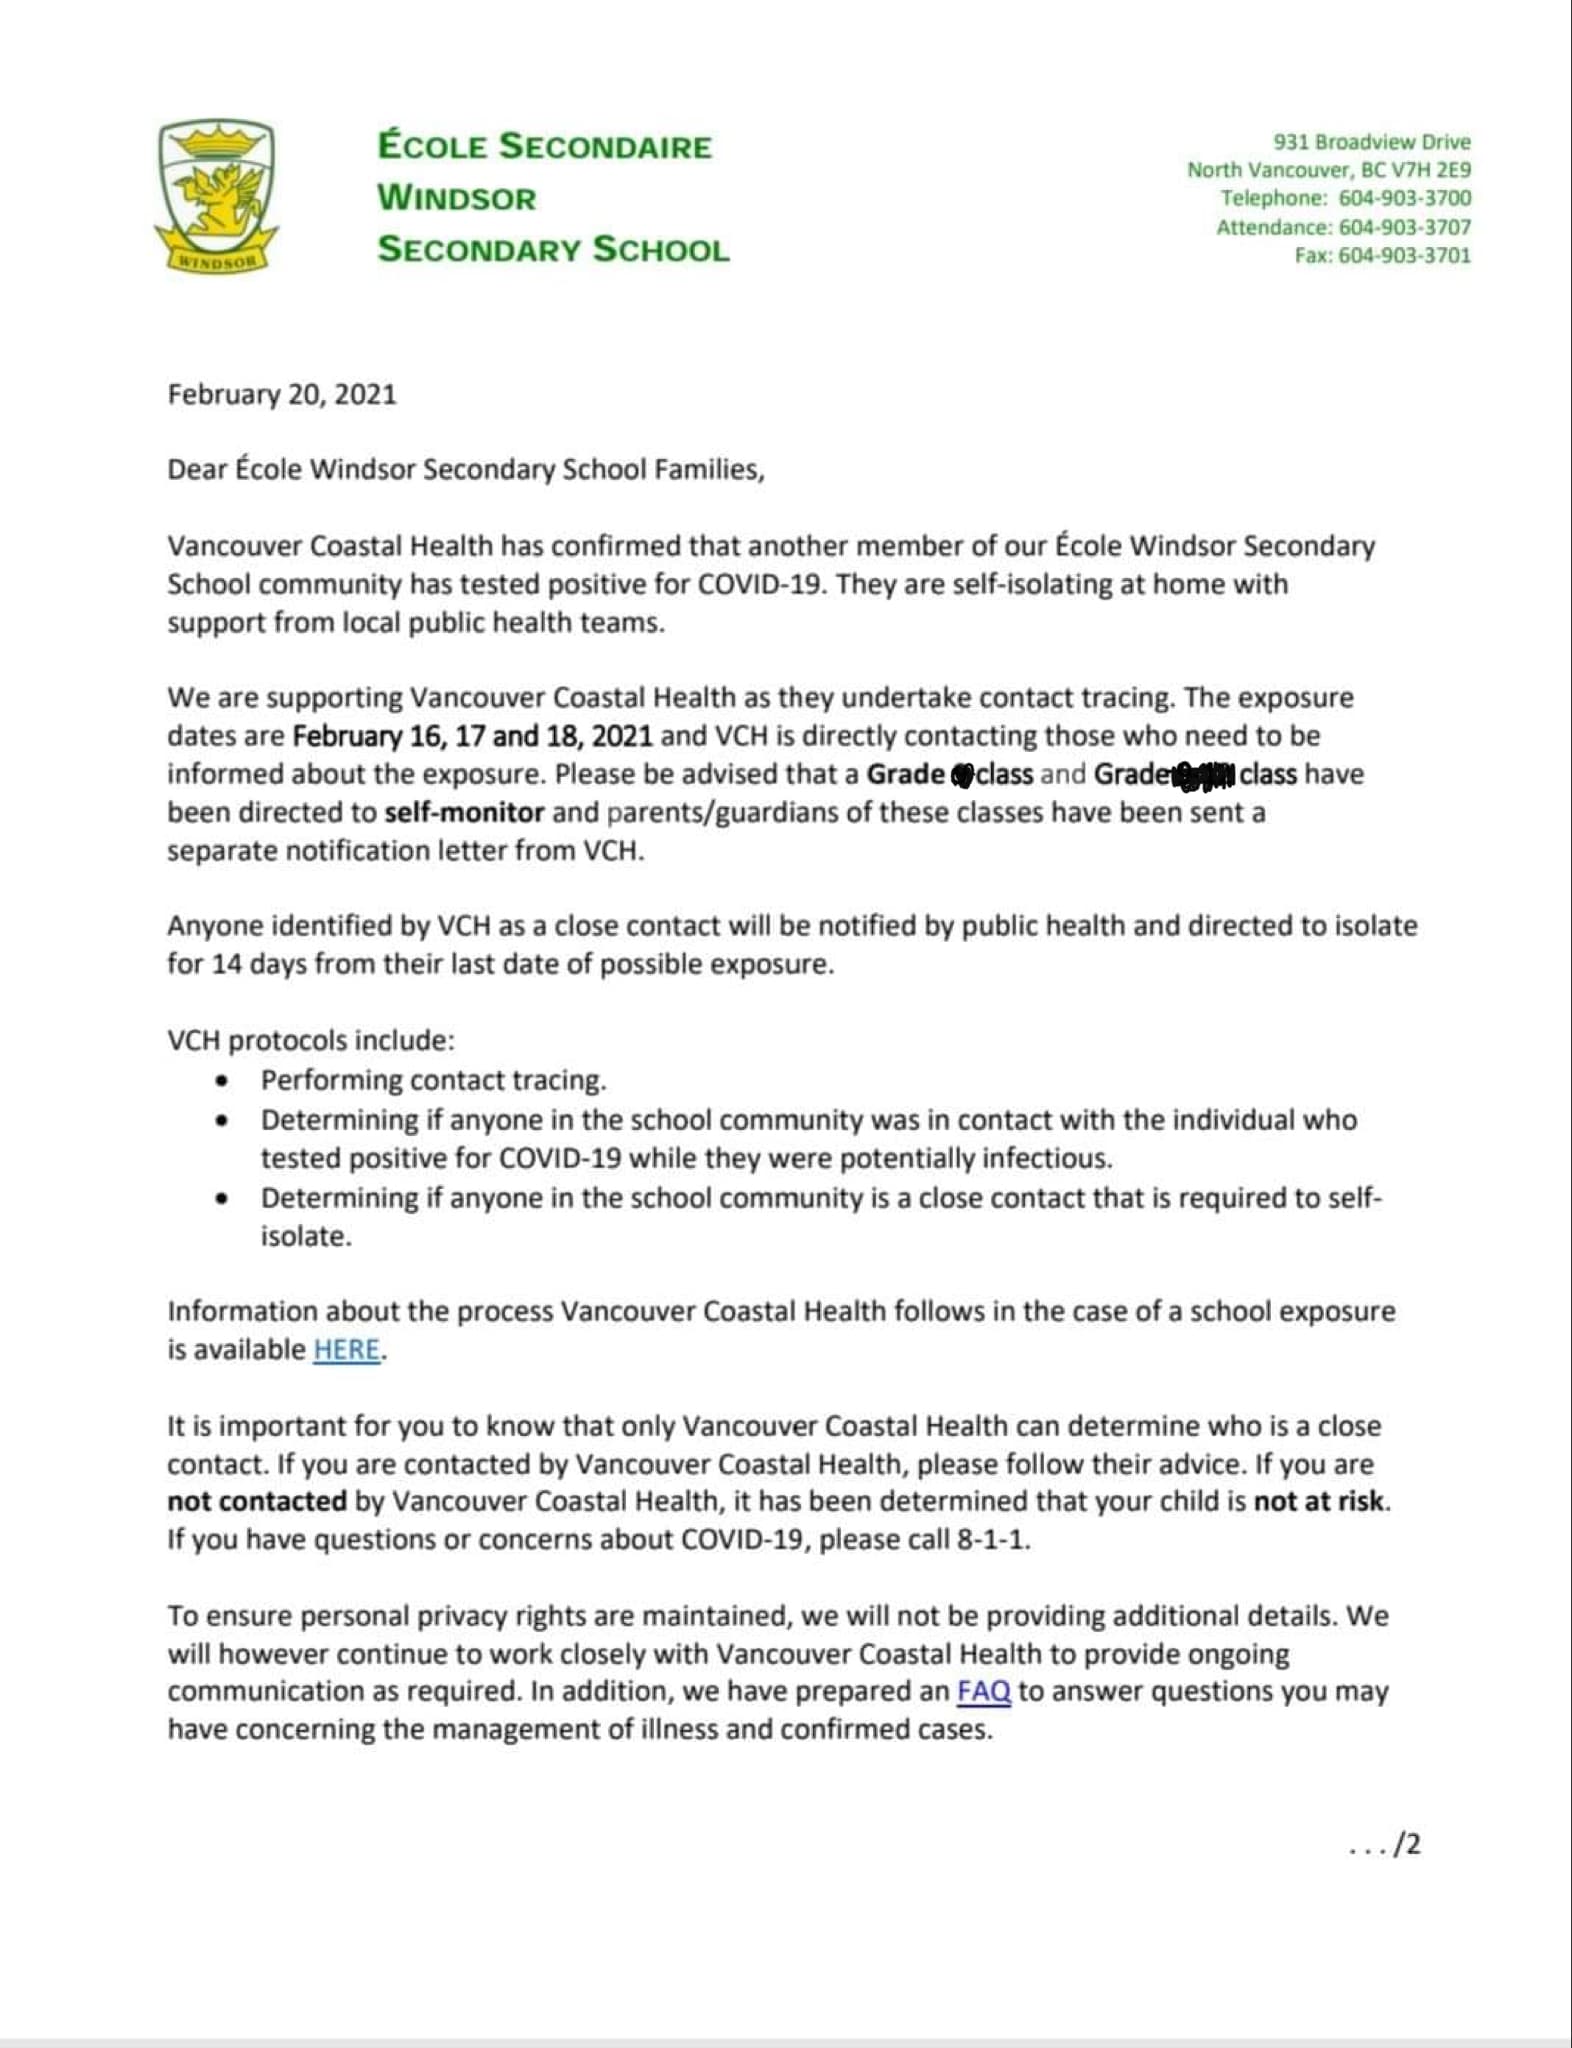 WINDSOR
ÉCOLE SECONDAIRE
WINDSOR
SECONDARY SCHOOL
931 Broadview Drive
North Vancouver, BC V7H 2E9
Telephone: 604-903-3700
Attendance: 604-903-3707
Fax: 604-903-3701
February 20, 2021
Dear École Windsor Secondary School Families,
Vancouver Coastal Health has confirmed that another member of our École Windsor Secondary
School community has tested positive for COVID-19. They are self-isolating at home with
support from local public health teams.
We are supporting Vancouver Coastal Health as they undertake contact tracing. The exposure
dates are February 16, 17 and 18, 2021 and VCH is directly contacting those who need to be
informed about the exposure. Please be advised that a Grade class and Grade class have
been directed to self-monitor and parents/guardians of these classes have been sent a
separate notification letter from VCH.
Anyone identified by VCH as a close contact will be notified by public health and directed to isolate
for 14 days from their last date of possible exposure.
VCH protocols include:
• Performing contact tracing.
• Determining if anyone in the school community was in contact with the individual who
tested positive for COVID-19 while they were potentially infectious.
• Determining if anyone in the school community is a close contact that is required to self-
isolate.
Information about the process Vancouver Coastal Health follows in the case of a school exposure
is available HERE.
It is important for you to know that only Vancouver Coastal Health can determine who is a close
contact. If you are contacted by Vancouver Coastal Health, please follow their advice. If you are
not contacted by Vancouver Coastal Health, it has been determined that your child is not at risk.
If you have questions or concerns about COVID-19, please call 8-1-1.
To ensure personal privacy rights are maintained, we will not be providing additional details. We
will however continue to work closely with Vancouver Coastal Health to provide ongoing
communication as required. In addition, we have prepared an FAQ to answer questions you may
have concerning the management of illness and confirmed cases.
. . . /2